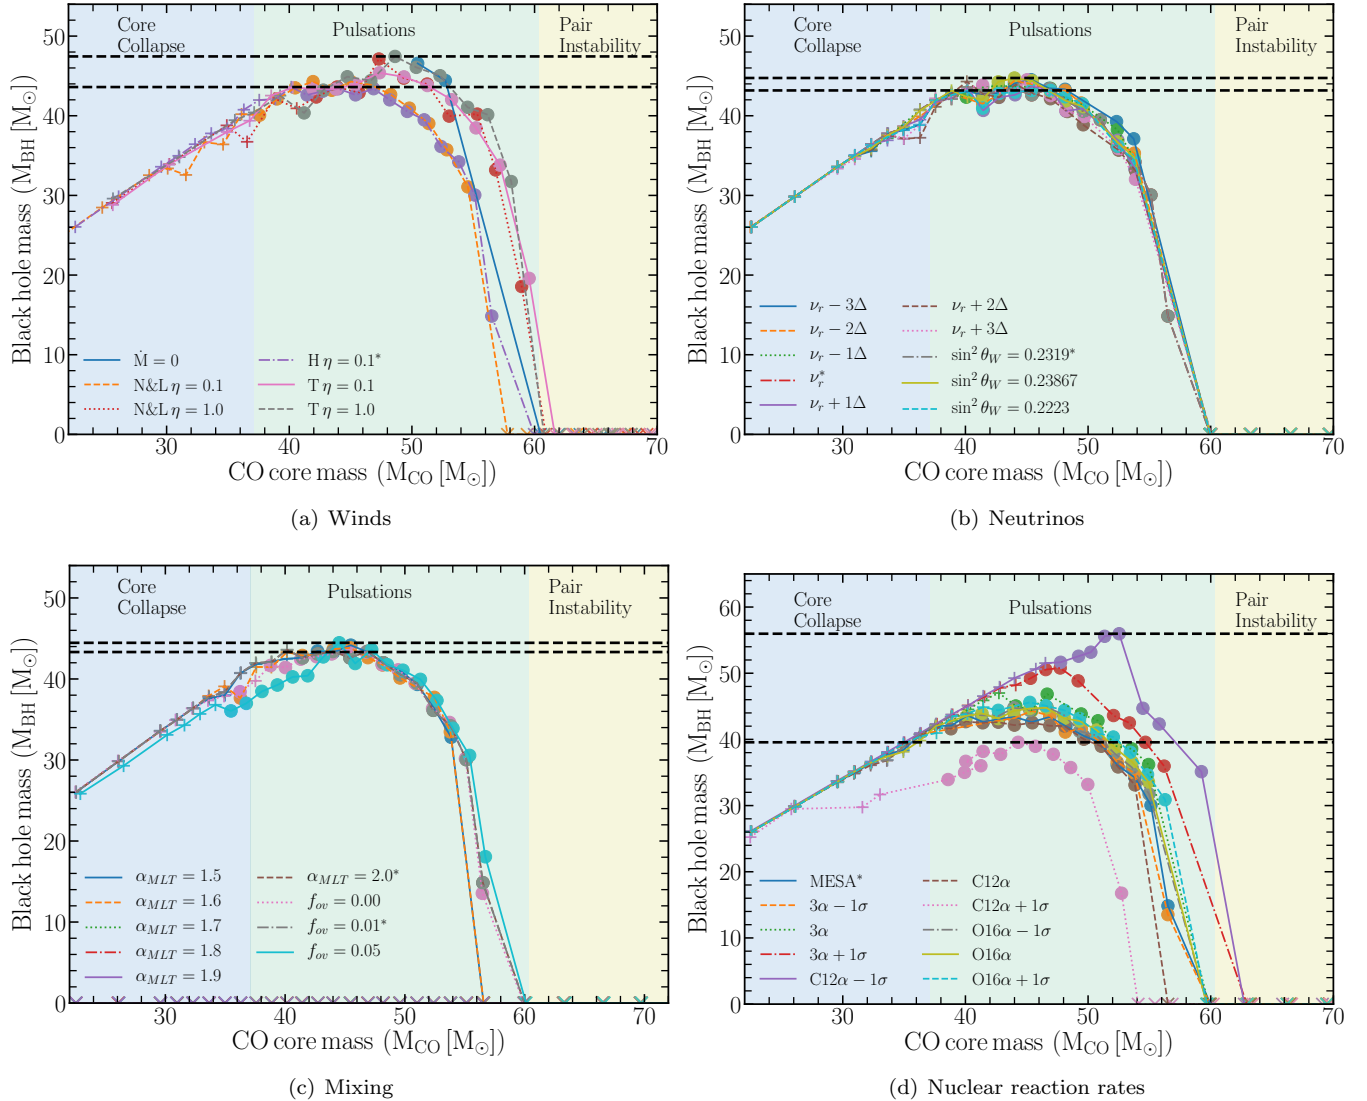 Core
Collapse
Pulsations
Pair
Instability
Black hole mass (M_BH [M_⊙])
50
40
30
20
10
0
Ṁ = 0
N&L η = 0.1
N&L η = 1.0
H η = 0.1*
T η = 0.1
T η = 1.0
30 40 50 60 70
CO core mass (M_CO [M_⊙])
(a) Winds
Core
Collapse
Pulsations
Pair
Instability
Black hole mass (M_BH [M_⊙])
50
40
30
20
10
0
ν_r − 3Δ
ν_r − 2Δ
ν_r − 1Δ
ν_r*
ν_r + 1Δ
ν_r + 2Δ
ν_r + 3Δ
sin² θ_W = 0.2319*
sin² θ_W = 0.23867
sin² θ_W = 0.2223
30 40 50 60 70
CO core mass (M_CO [M_⊙])
(b) Neutrinos
Core
Collapse
Pulsations
Pair
Instability
Black hole mass (M_BH [M_⊙])
50
40
30
20
10
0
α_MLT = 1.5
α_MLT = 1.6
α_MLT = 1.7
α_MLT = 1.8
α_MLT = 1.9
α_MLT = 2.0*
f_ov = 0.00
f_ov = 0.01*
f_ov = 0.05
30 40 50 60 70
CO core mass (M_CO [M_⊙])
(c) Mixing
Core
Collapse
Pulsations
Pair
Instability
Black hole mass (M_BH [M_⊙])
60
50
40
30
20
10
0
MESA*
3α − 1σ
3α
3α + 1σ
C12α − 1σ
C12α
C12α + 1σ
O16α − 1σ
O16α
O16α + 1σ
30 40 50 60 70
CO core mass (M_CO [M_⊙])
(d) Nuclear reaction rates